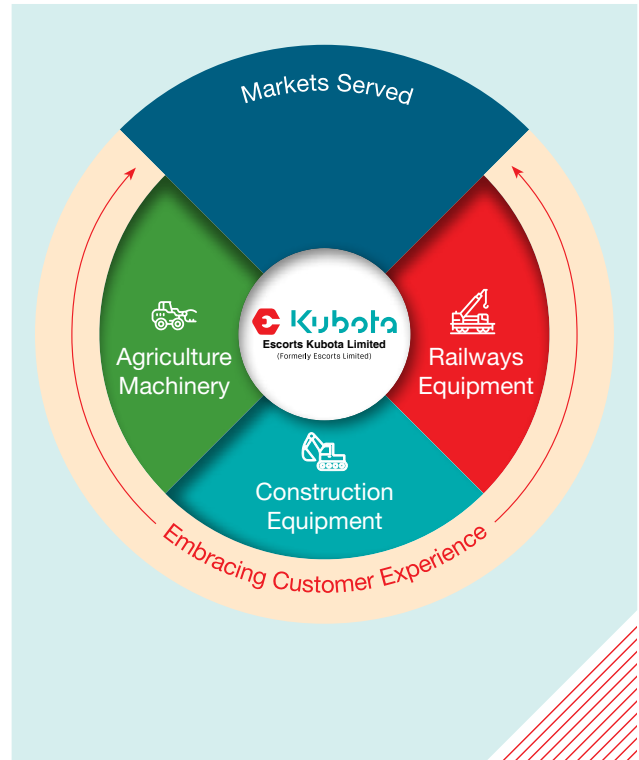 Markets Served
Kubota
Escorts Kubota Limited
(Formerly Escorts Limited)
Agriculture
Machinery
Railways
Equipment
Construction
Equipment
Embracing Customer Experience